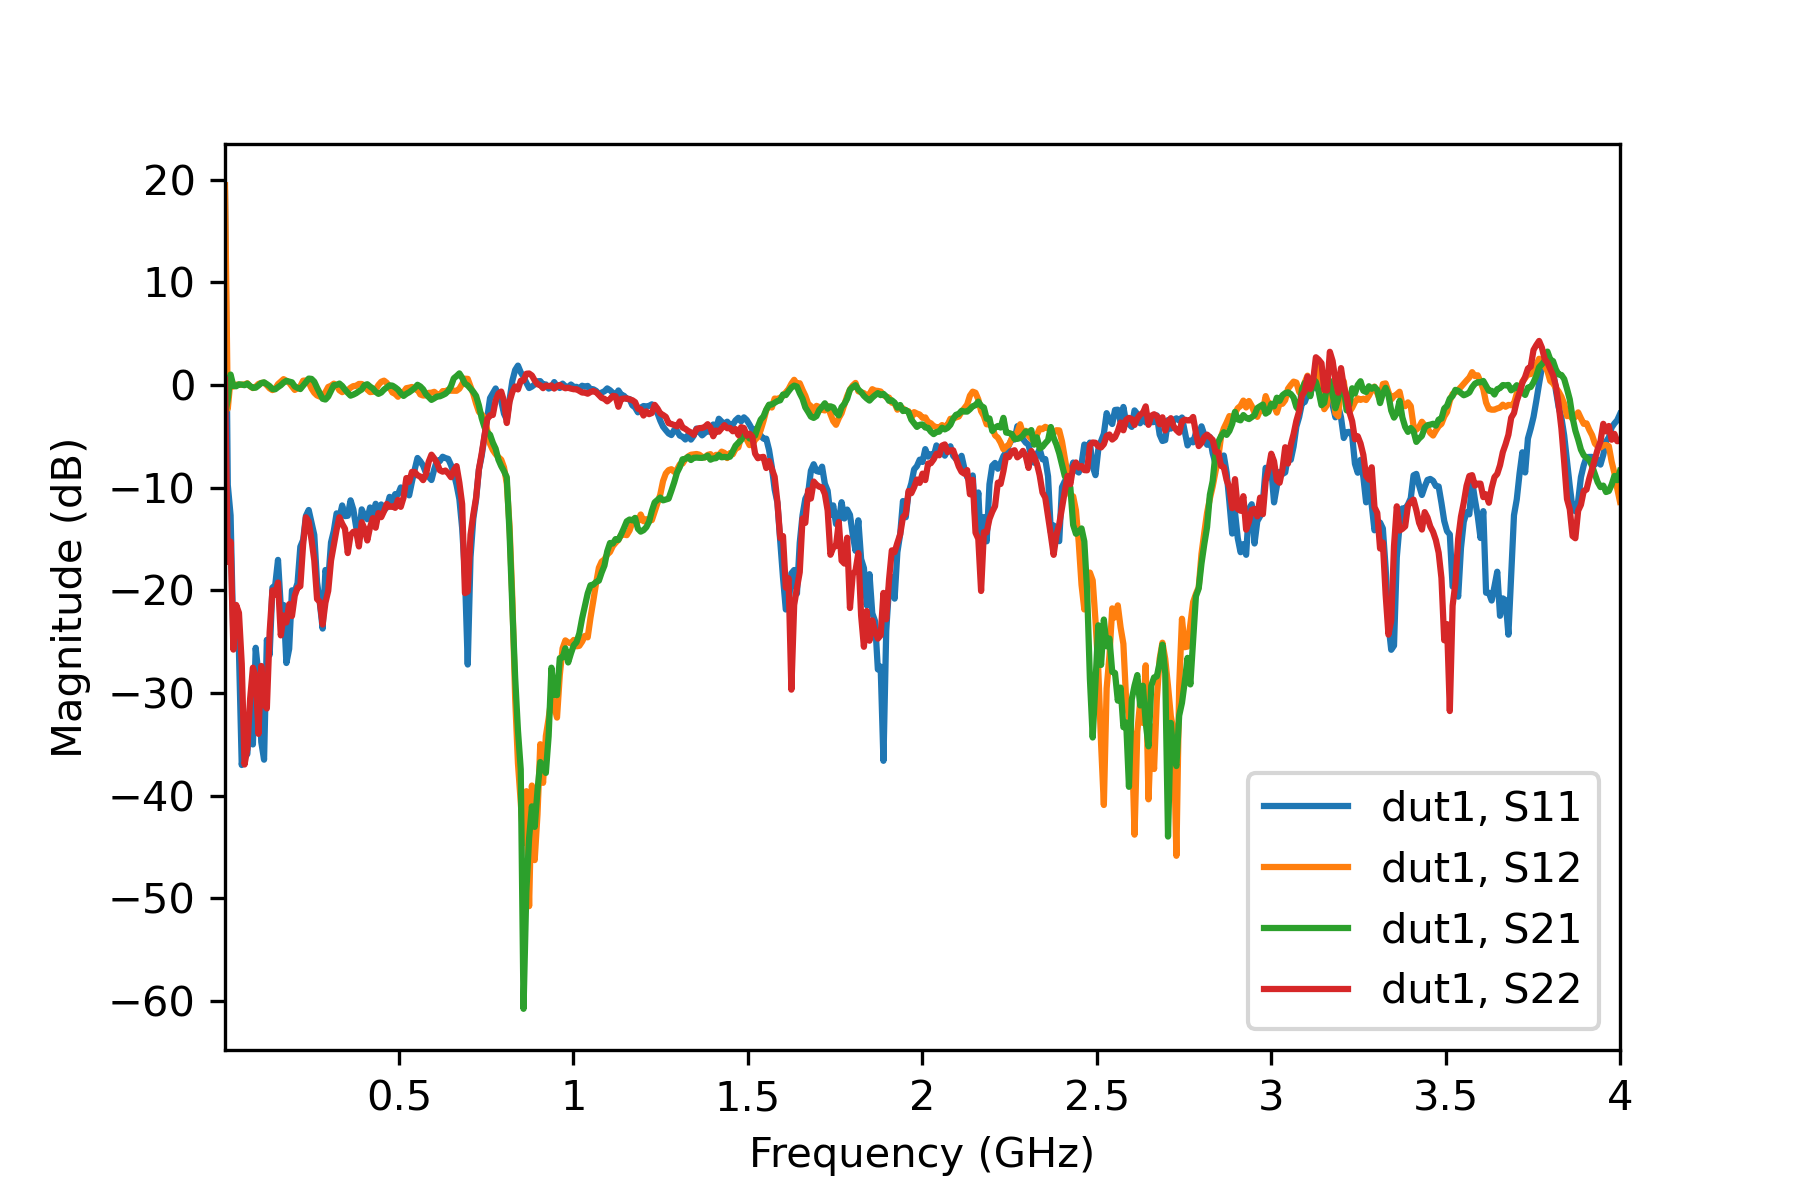 20
10
0
−10
−20
−30
−40
−50
−60
Magnitude (dB)
0.5
1
1.5
2
2.5
3
3.5
4
Frequency (GHz)
dut1, S11
dut1, S12
dut1, S21
dut1, S22